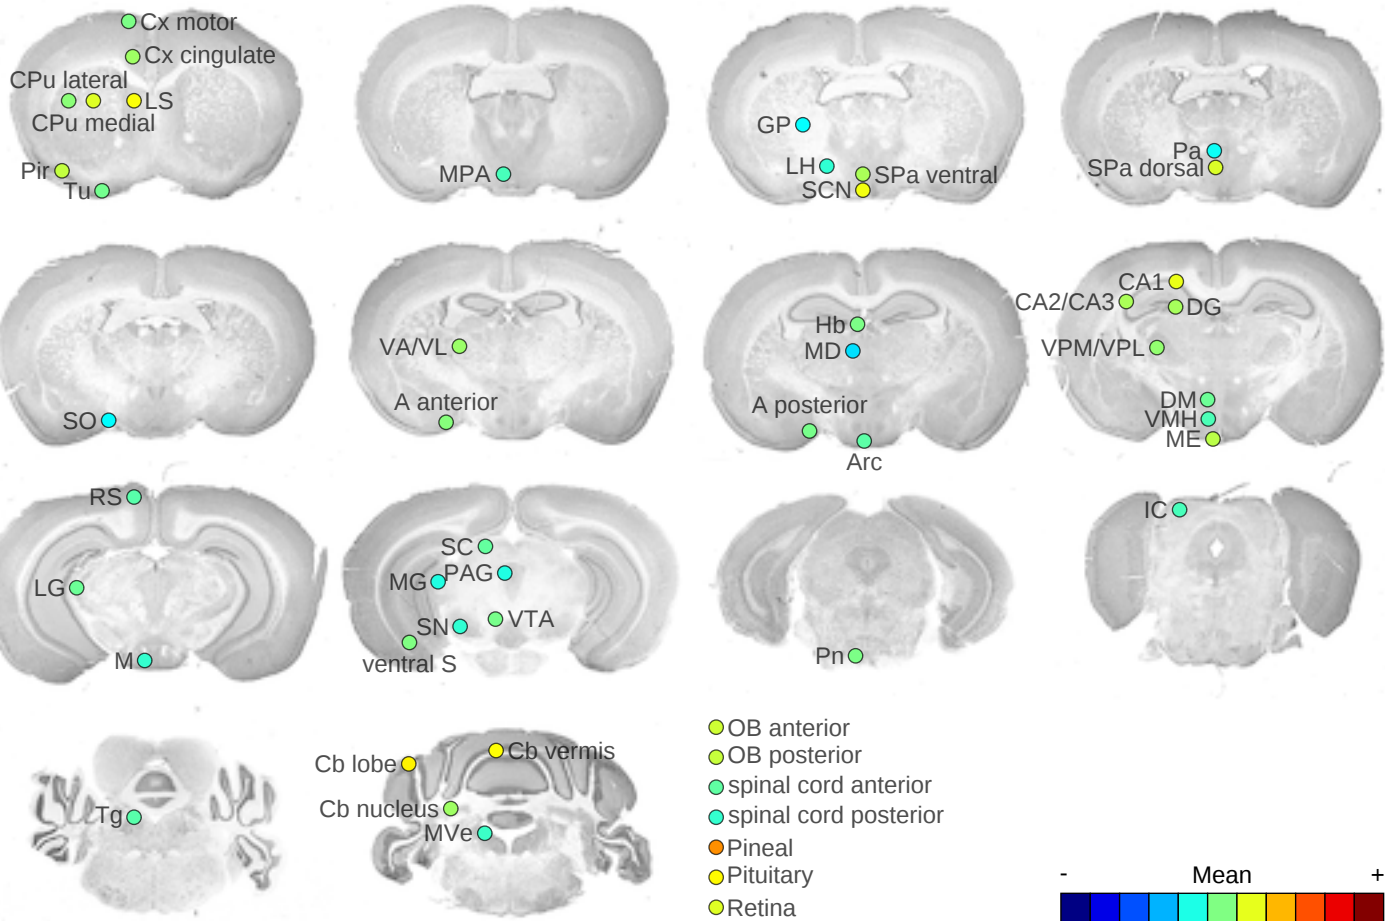 Cx motor
Cx cingulate
CPu lateral
LS
CPu medial
Pir
Tu
MPA
GP
LH
SPa ventral
SCN
Pa
SPa dorsal
SO
VA/VL
A anterior
Hb
MD
A posterior
Arc
CA1
CA2/CA3
DG
VPM/VPL
DM
VMH
ME
RS
LG
M
SC
MG
PAG
SN
VTA
ventral S
Pn
IC
Tg
Cb lobe
Cb vermis
Cb nucleus
MVe
OB anterior
OB posterior
spinal cord anterior
spinal cord posterior
Pineal
Pituitary
Retina
- Mean +